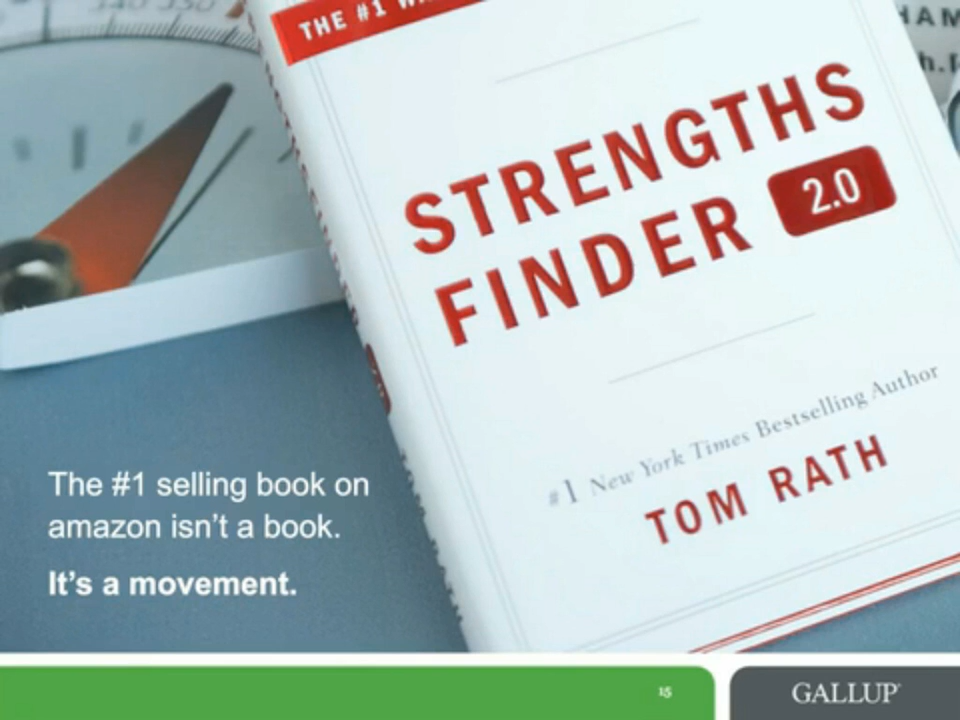 THE #1
STRENGTHS
FINDER 2.0
#1 New York Times Bestselling Author
TOM RATH
The #1 selling book on
amazon isn’t a book.
It’s a movement.
15
GALLUP